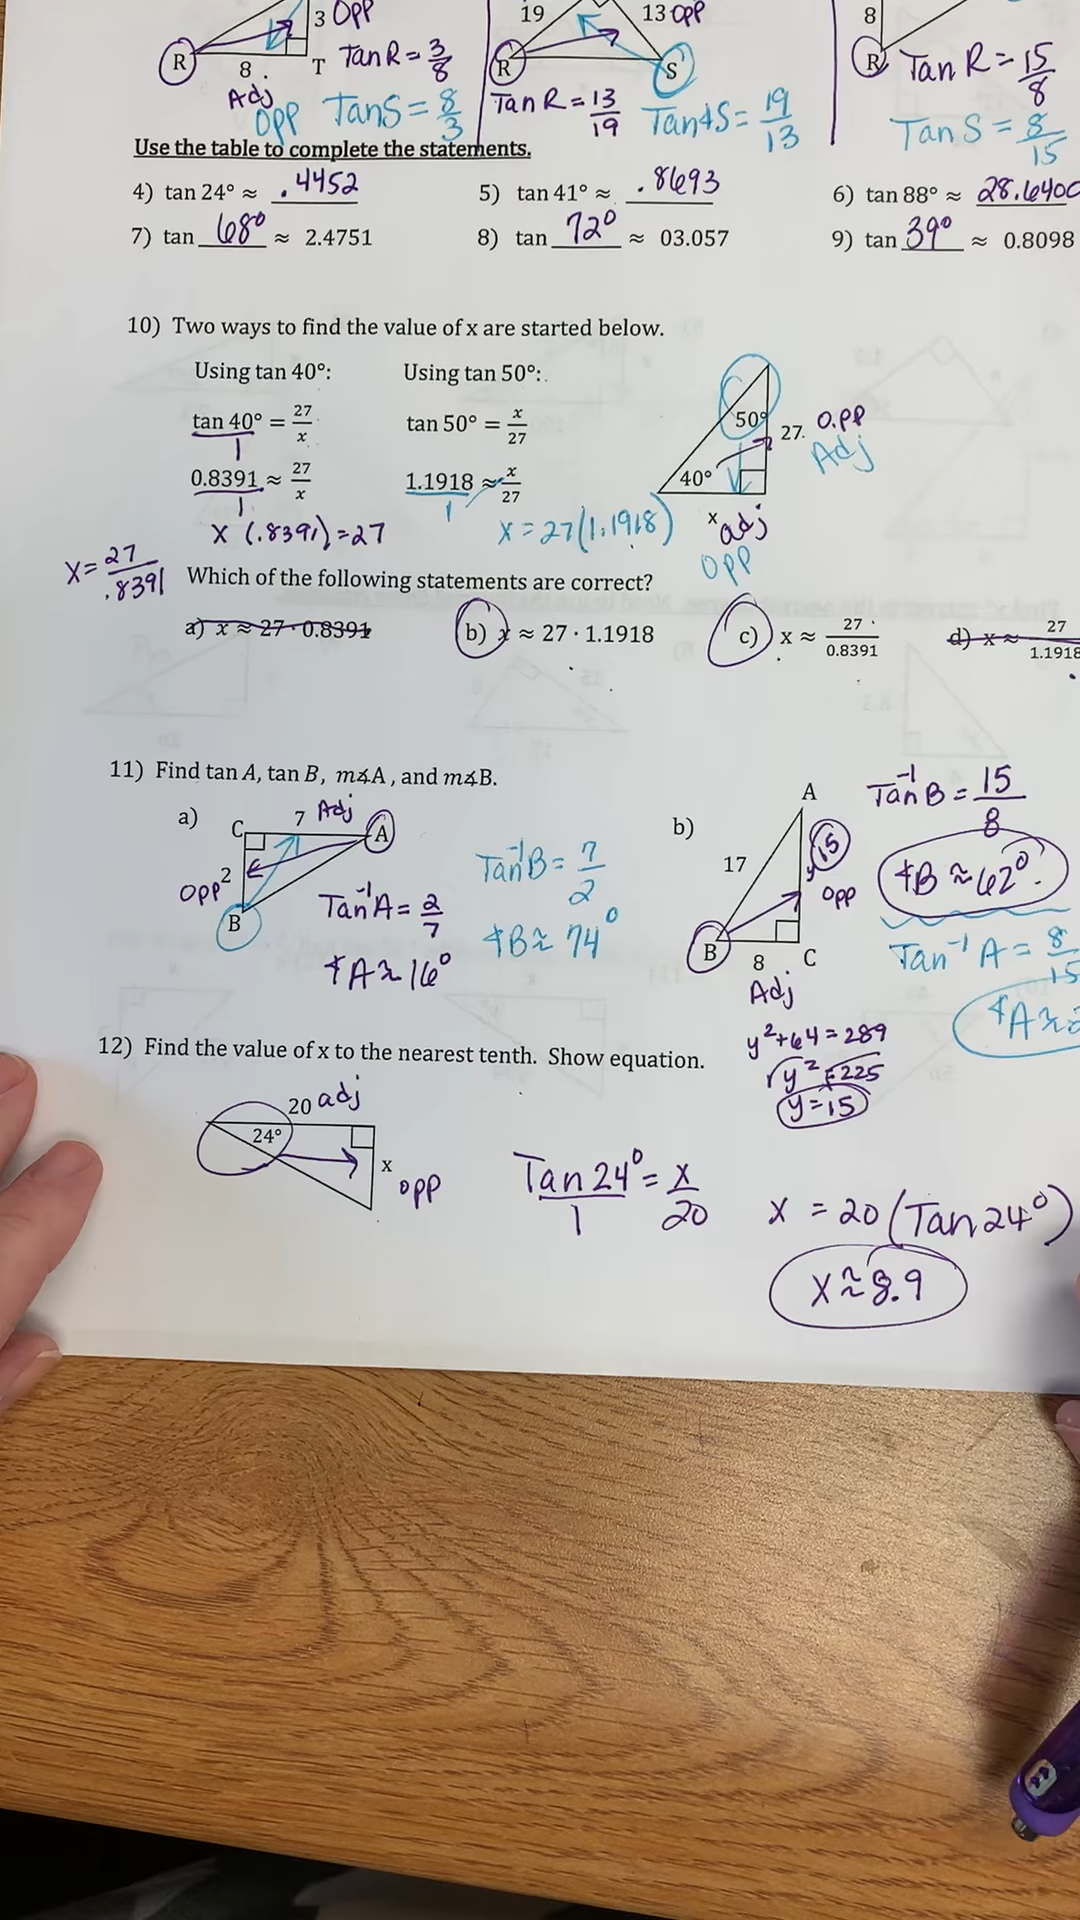 3 Opp
R
8
T
Tan R = 3/8
Adj
Opp
Tan S = 8/3
19
13 opp
R
S
Tan R = 13/19
Tan ∡S = 19/13
8
R
Tan R = 15/8
Tan S = 8/15
Use the table to complete the statements.
4) tan 24° ≈ .4452
5) tan 41° ≈ .8693
6) tan 88° ≈ 28.640
7) tan 68° ≈ 2.4751
8) tan 72° ≈ 03.057
9) tan 39° ≈ 0.8098
10) Two ways to find the value of x are started below.
Using tan 40°:
Using tan 50°:
tan 40° = 27/x
1
tan 50° = x/27
0.8391 ≈ 27/x
1
1.1918 ≈ x/27
1
x (.8391) = 27
x = 27(1.1918)
x = 27/.8391
50°
40°
27
opp
Adj
x
adj
opp
Which of the following statements are correct?
a) x ≈ 27 · 0.8391
b) x ≈ 27 · 1.1918
c) x ≈ 27/0.8391
d) x ≈ 27/1.1918
11) Find tan A, tan B, m∡A, and m∡B.
a)
C
7 Adj
A
opp 2
B
Tan⁻¹ A = 2/7
∡A ≈ 16°
Tan⁻¹ B = 7/2
∡B ≈ 74°
b)
A
17
15
y
opp
B
8
C
Adj
Tan⁻¹ B = 15/8
∡B ≈ 62°
Tan⁻¹ A = 8/15
∡A ≈
y² + 64 = 289
√y² = 225
y = 15
12) Find the value of x to the nearest tenth. Show equation.
20 adj
24°
x
opp
Tan 24° = x/20
1
x = 20 (Tan 24°)
x ≈ 8.9